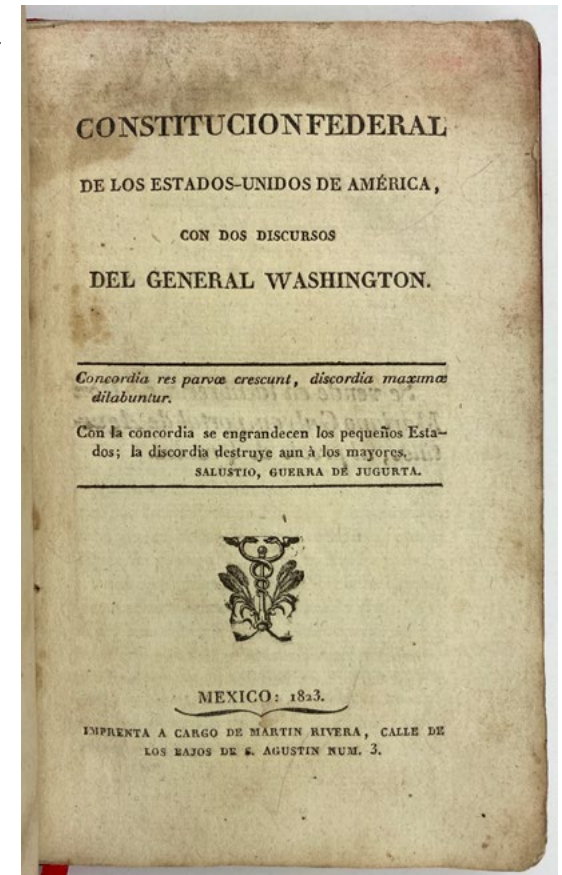 CONSTITUCION FEDERAL
DE LOS ESTADOS-UNIDOS DE AMÉRICA,
CON DOS DISCURSOS
DEL GENERAL WASHINGTON.
Concordia res parvœ crescunt, discordia maxumœ
dilabuntur.
Con la concordia se engrandecen los pequeños Esta-
dos; la discordia destruye aun à los mayores.
SALUSTIO, GUERRA DE JUGURTA.
MEXICO: 1823.
IMPRENTA A CARGO DE MARTIN RIVERA, CALLE DE
LOS BAJOS DE S. AGUSTIN NUM. 3.